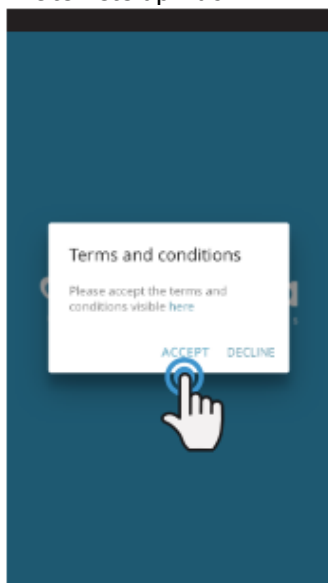 Terms and conditions
Please accept the terms and
conditions visible here
ACCEPT DECLINE